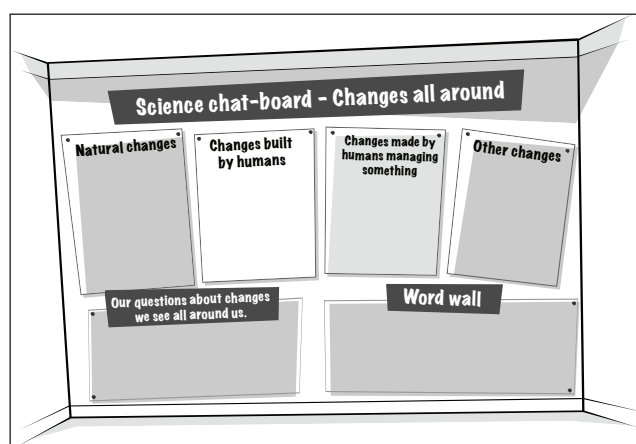 Science chat-board - Changes all around
Natural changes
Changes built
by humans
Changes made by
humans managing
something
Other changes
Our questions about changes
we see all around us.
Word wall